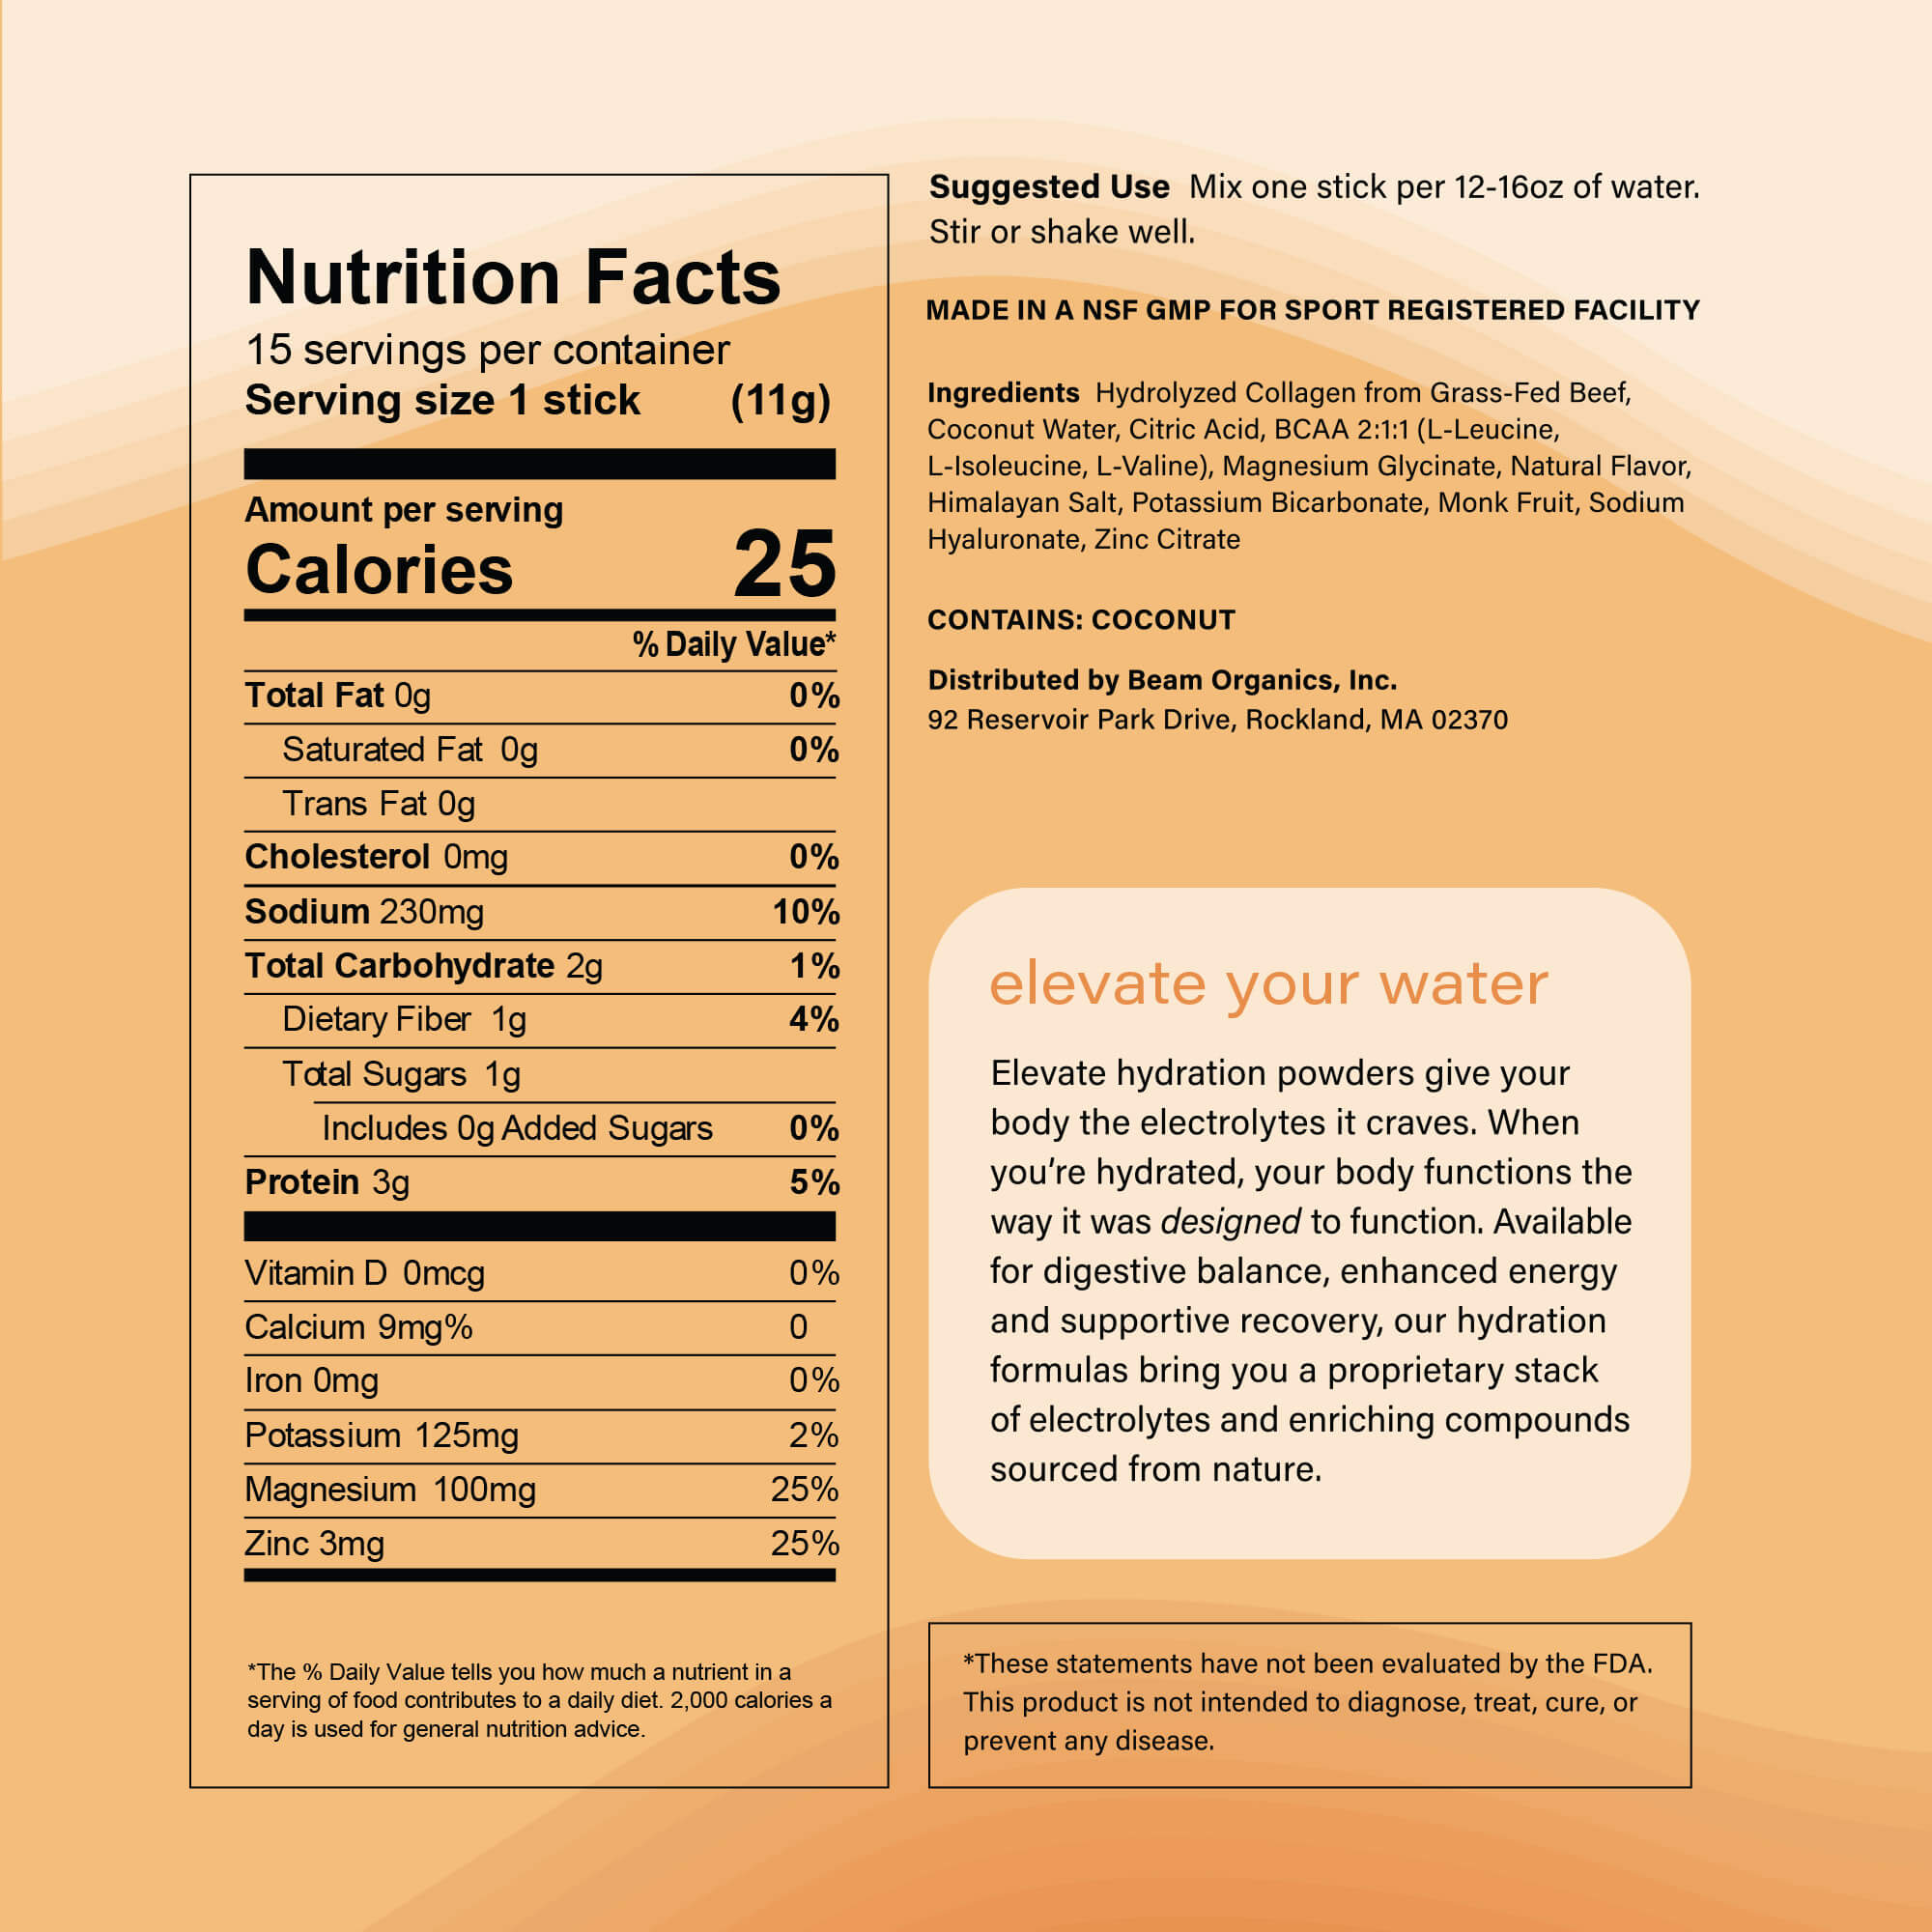 Nutrition Facts
15 servings per container
Serving size 1 stick (11g)
Amount per serving
Calories 25
% Daily Value*
Total Fat 0g 0%
Saturated Fat 0g 0%
Trans Fat 0g
Cholesterol 0mg 0%
Sodium 230mg 10%
Total Carbohydrate 2g 1%
Dietary Fiber 1g 4%
Total Sugars 1g
Includes 0g Added Sugars 0%
Protein 3g 5%
Vitamin D 0mcg 0%
Calcium 9mg% 0
Iron 0mg 0%
Potassium 125mg 2%
Magnesium 100mg 25%
Zinc 3mg 25%
*The % Daily Value tells you how much a nutrient in a
serving of food contributes to a daily diet. 2,000 calories a
day is used for general nutrition advice.
Suggested Use Mix one stick per 12-16oz of water.
Stir or shake well.
MADE IN A NSF GMP FOR SPORT REGISTERED FACILITY
Ingredients Hydrolyzed Collagen from Grass-Fed Beef,
Coconut Water, Citric Acid, BCAA 2:1:1 (L-Leucine,
L-Isoleucine, L-Valine), Magnesium Glycinate, Natural Flavor,
Himalayan Salt, Potassium Bicarbonate, Monk Fruit, Sodium
Hyaluronate, Zinc Citrate
CONTAINS: COCONUT
Distributed by Beam Organics, Inc.
92 Reservoir Park Drive, Rockland, MA 02370
elevate your water
Elevate hydration powders give your
body the electrolytes it craves. When
you're hydrated, your body functions the
way it was designed to function. Available
for digestive balance, enhanced energy
and supportive recovery, our hydration
formulas bring you a proprietary stack
of electrolytes and enriching compounds
sourced from nature.
*These statements have not been evaluated by the FDA.
This product is not intended to diagnose, treat, cure, or
prevent any disease.